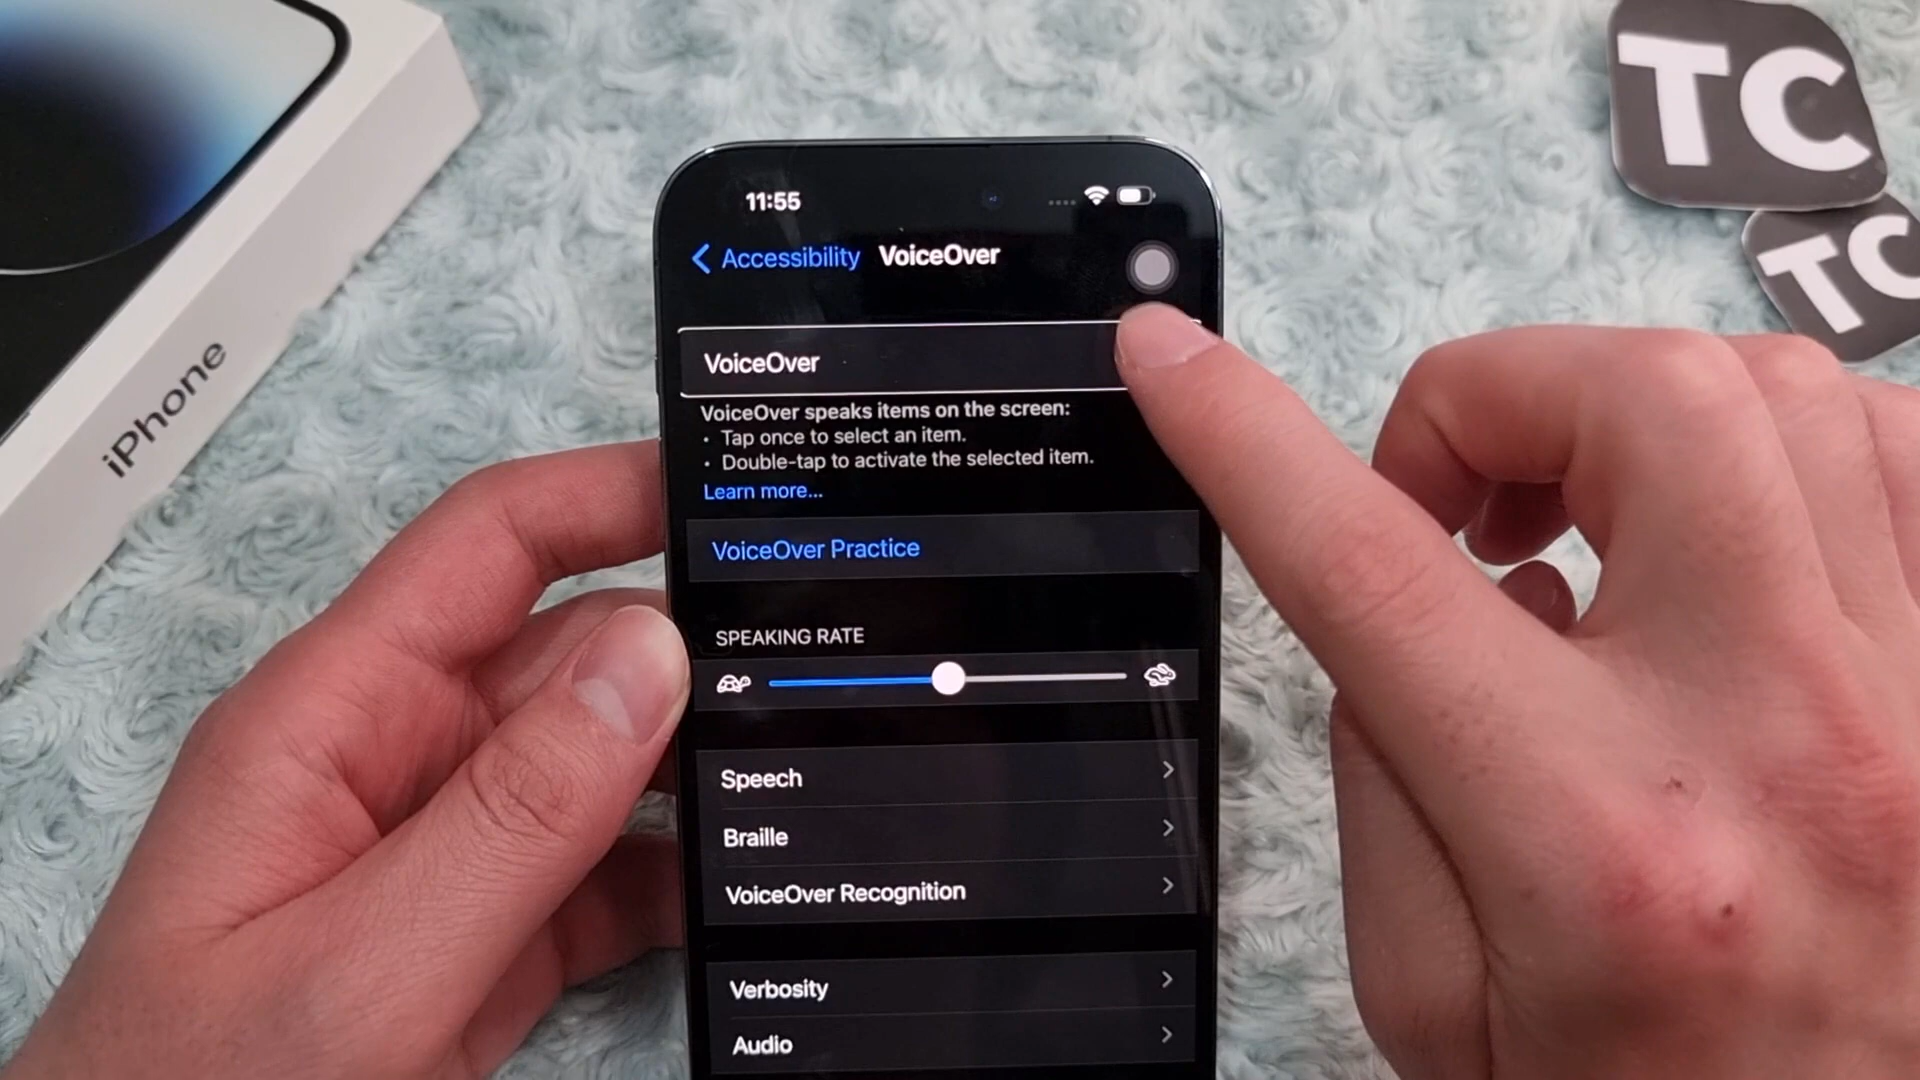 iPhone
TC
TC
11:55
Accessibility VoiceOver
VoiceOver
VoiceOver speaks items on the screen:
• Tap once to select an item.
• Double-tap to activate the selected item.
Learn more...
VoiceOver Practice
SPEAKING RATE
Speech
Braille
VoiceOver Recognition
Verbosity
Audio